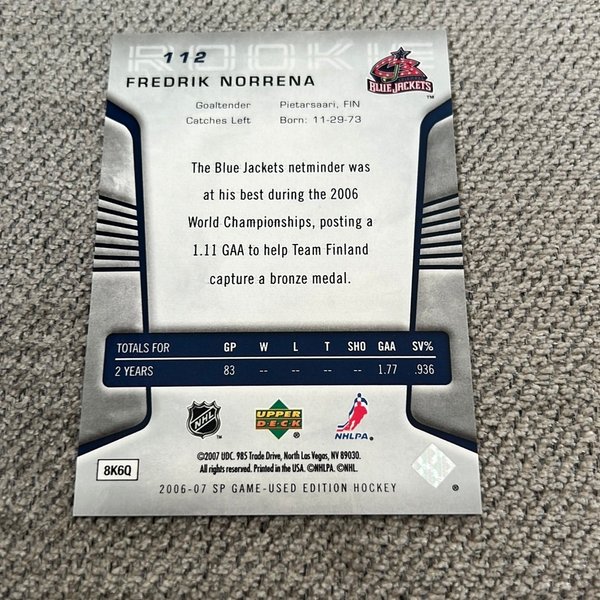 ROOKIE
112
FREDRIK NORRENA
BLUE JACKETS
TM
Goaltender Pietarsaari, FIN
Catches Left Born: 11-29-73
The Blue Jackets netminder was
at his best during the 2006
World Championships, posting a
1.11 GAA to help Team Finland
capture a bronze medal.
TOTALS FOR GP W L T SHO GAA SV%
2 YEARS 83 -- -- -- -- 1.77 .936
NHL
UPPER
DECK
®
NHLPA®
©2007 UDC. 985 Trade Drive, North Las Vegas, NV 89030.
All rights reserved. Printed in the USA. ©NHLPA. ©NHL.
8K6Q
2006-07 SP GAME-USED EDITION HOCKEY ®